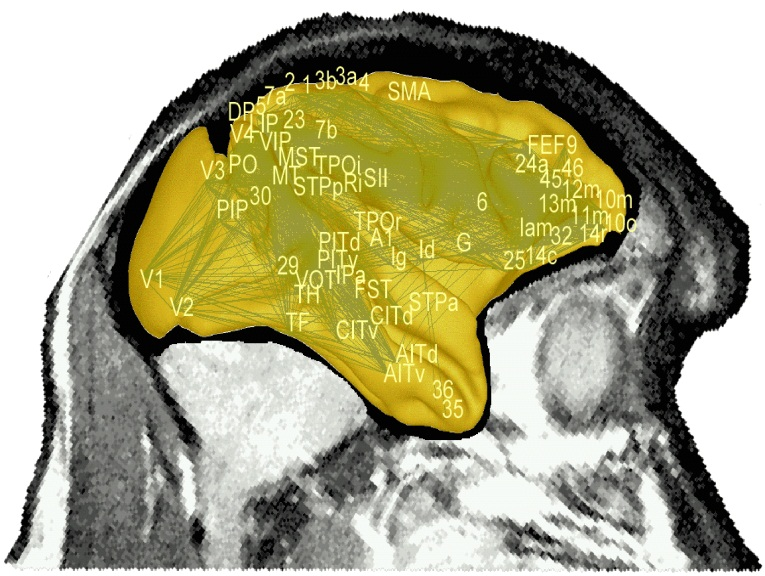 2 1 3b 3a 4
7a SMA
DP 5
LIP 23
V4 VIP 7b
FEF 9
V3 PO MST TPOi
24a 46
MT STPp Ri SII
45 12m
PIP 30
6 13m 10m
11m 10o
TPOr
Iam 32 14r
PITd A1 Ig Id G
25 14c
PITv
29 VOT IPa
V1
TH FST
V2 STPa
TF CITv CITd
AITd
AITv
36
35